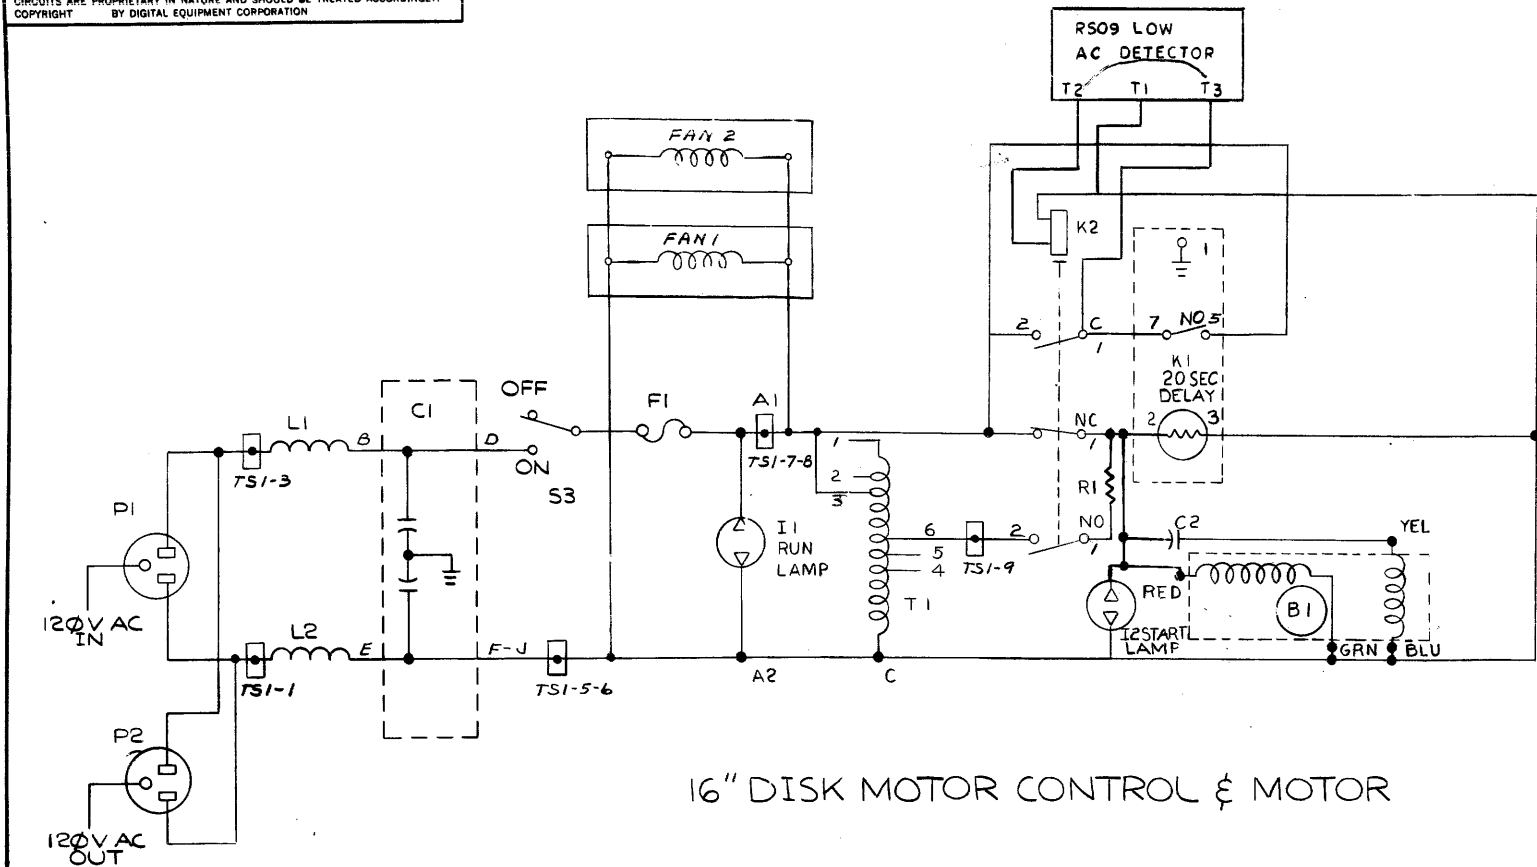 CIRCUITS ARE PROPRIETARY IN NATURE AND SHOULD BE TREATED ACCORDINGLY.
COPYRIGHT BY DIGITAL EQUIPMENT CORPORATION
RS09 LOW
AC DETECTOR
T2 T1 T3
FAN 2
FAN 1
K2
1
2 C 7 NO 5
1
K1
20 SEC
DELAY
2 3
OFF
ON
S3
F1
A1
TS1-7-8
NC
1
C1
L1
B
D
TS1-3
1
2
3
6
5
4
T1
TS1-9
2
NO
1
R1
C2
YEL
P1
120V AC
IN
I1
RUN
LAMP
RED
B1
I2 START
LAMP
GRN
BLU
L2
E
F-J
TS1-1
TS1-5-6
A2
C
P2
120V AC
OUT
16" DISK MOTOR CONTROL & MOTOR